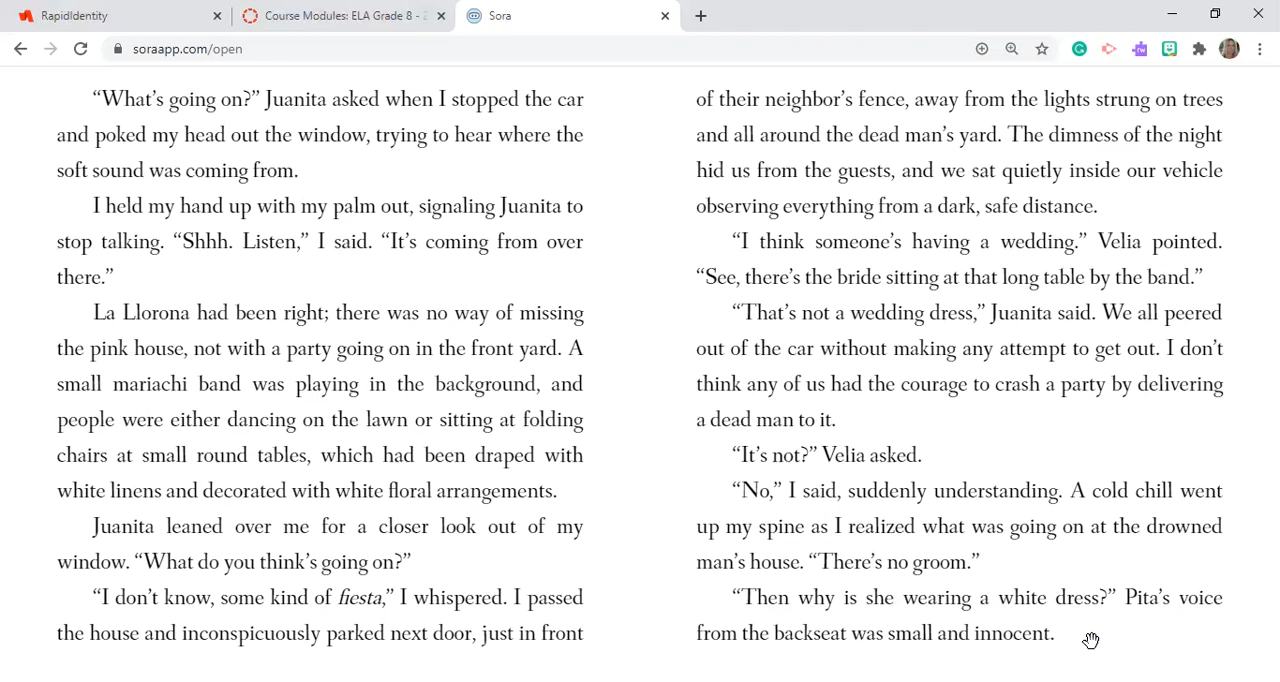 RapidIdentity
Course Modules: ELA Grade 8 - 2
Sora
soraapp.com/open
“What’s going on?” Juanita asked when I stopped the car
and poked my head out the window, trying to hear where the
soft sound was coming from.
I held my hand up with my palm out, signaling Juanita to
stop talking. “Shhh. Listen,” I said. “It’s coming from over
there.”
La Llorona had been right; there was no way of missing
the pink house, not with a party going on in the front yard. A
small mariachi band was playing in the background, and
people were either dancing on the lawn or sitting at folding
chairs at small round tables, which had been draped with
white linens and decorated with white floral arrangements.
Juanita leaned over me for a closer look out of my
window. “What do you think’s going on?”
“I don’t know, some kind of fiesta,” I whispered. I passed
the house and inconspicuously parked next door, just in front
of their neighbor’s fence, away from the lights strung on trees
and all around the dead man’s yard. The dimness of the night
hid us from the guests, and we sat quietly inside our vehicle
observing everything from a dark, safe distance.
“I think someone’s having a wedding.” Velia pointed.
“See, there’s the bride sitting at that long table by the band.”
“That’s not a wedding dress,” Juanita said. We all peered
out of the car without making any attempt to get out. I don’t
think any of us had the courage to crash a party by delivering
a dead man to it.
“It’s not?” Velia asked.
“No,” I said, suddenly understanding. A cold chill went
up my spine as I realized what was going on at the drowned
man’s house. “There’s no groom.”
“Then why is she wearing a white dress?” Pita’s voice
from the backseat was small and innocent.